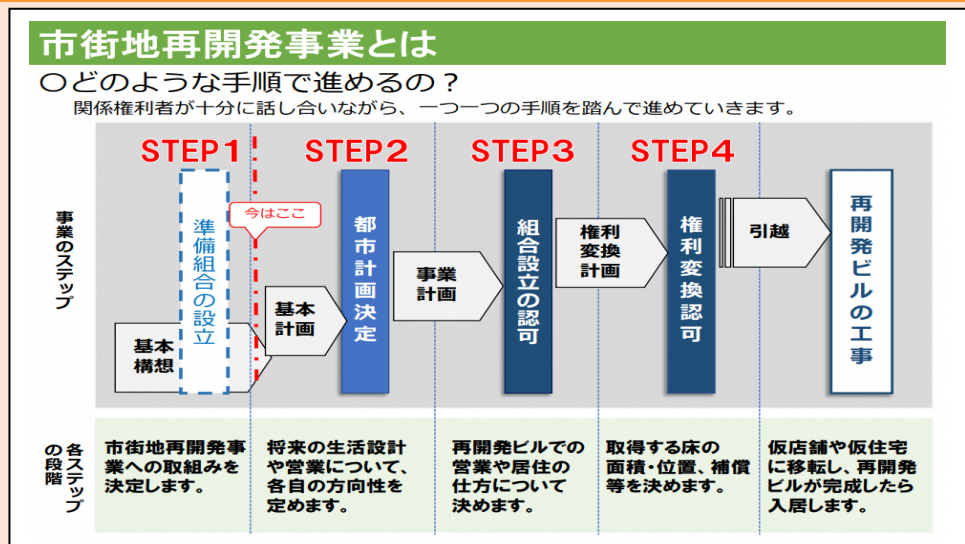 市街地再開発事業とは
〇どのような手順で進めるの？
関係権利者が十分に話し合いながら、一つ一つの手順を踏んで進めていきます。
事業のステップ
STEP1
STEP2
STEP3
STEP4
今はここ
基本
構想
準備組合の設立
基本
計画
都市計画決定
事業
計画
組合設立の認可
権利
変換
計画
権利変換認可
引越
再開発ビルの工事
各ステップ
の段階
市街地再開発事
業への取組みを
決定します。
将来の生活設計
や営業について、
各自の方向性を
定めます。
再開発ビルでの
営業や居住の
仕方について
決めます。
取得する床の
面積・位置、補償
等を決めます。
仮店舗や仮住宅
に移転し、再開発
ビルが完成したら
入居します。